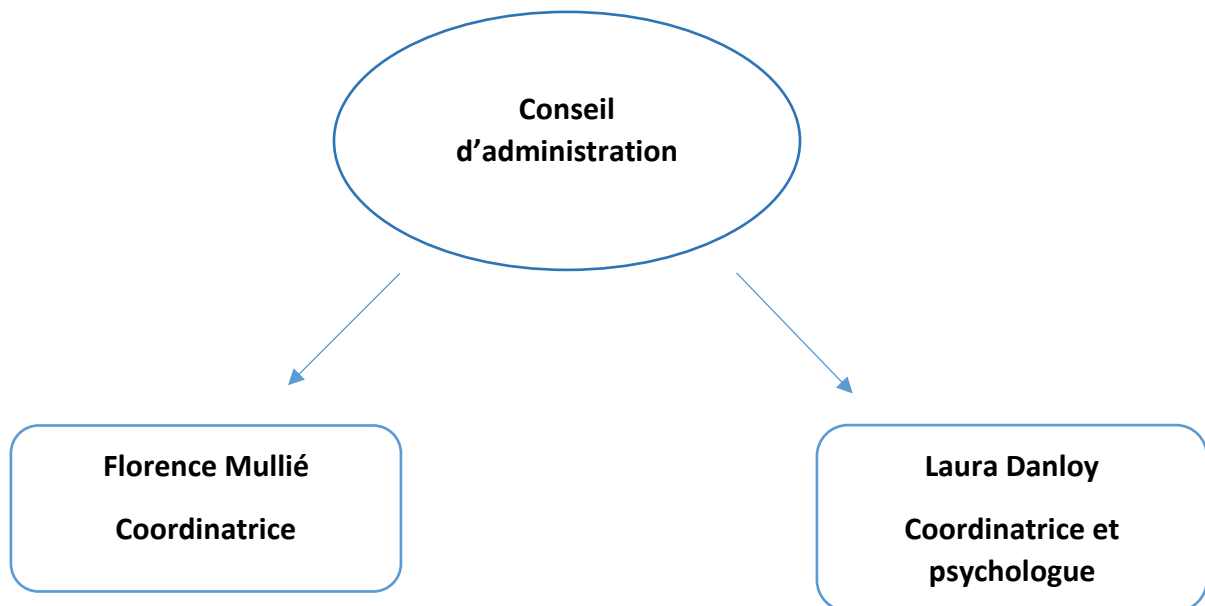 Conseil
d’administration
Florence Mullié
Coordinatrice
Laura Danloy
Coordinatrice et
psychologue